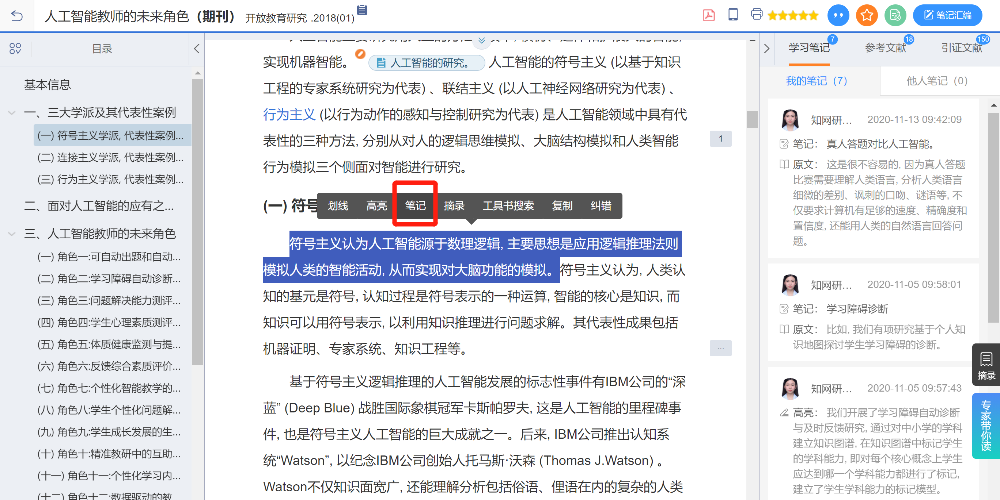 人工智能教师的未来角色（期刊） 开放教育研究 .2018(01)
笔记汇编
目录
基本信息
一、三大学派及其代表性案例
(一) 符号主义学派, 代表性案例...
(二) 连接主义学派, 代表性案例...
(三) 行为主义学派, 代表性案例...
二、面对人工智能的应有之...
三、人工智能教师的未来角色
(一) 角色一:可自动出题和自动...
(二) 角色二:学习障碍自动诊断...
(三) 角色三:问题解决能力测评...
(四) 角色四:学生心理素质测评...
(五) 角色五:体质健康监测与提...
(六) 角色六:反馈综合素质评价...
(七) 角色七:个性化智能教学的...
(八) 角色八:学生个性化问题解...
(九) 角色九:学生成长发展的生...
(十) 角色十:精准教研中的互助...
(十一) 角色十一:个性化学习内...
(十二) 角色十二:数据驱动的教
实现机器智能。 人工智能的研究。 人工智能的符号主义 (以基于知识
工程的专家系统研究为代表) 、联结主义 (以人工神经网络研究为代表) 、
行为主义 (以行为动作的感知与控制研究为代表) 是人工智能领域中具有代
表性的三种方法, 分别从对人的逻辑思维模拟、大脑结构模拟和人类智能
行为模拟三个侧面对智能进行研究。
1
(一) 符号
划线 高亮 笔记 摘录 工具书搜索 复制 纠错
符号主义认为人工智能源于数理逻辑, 主要思想是应用逻辑推理法则
模拟人类的智能活动, 从而实现对大脑功能的模拟。符号主义认为, 人类认
知的基元是符号, 认知过程是符号表示的一种运算, 智能的核心是知识, 而
知识可以用符号表示, 以利用知识推理进行问题求解。其代表性成果包括
机器证明、专家系统、知识工程等。
...
基于符号主义逻辑推理的人工智能发展的标志性事件有IBM公司的“深
蓝” (Deep Blue) 战胜国际象棋冠军卡斯帕罗夫, 这是人工智能的里程碑事
件, 也是符号主义人工智能的巨大成就之一。后来, IBM公司推出认知系
统“Watson”, 以纪念IBM公司创始人托马斯·沃森 (Thomas J.Watson) 。
Watson不仅知识面宽广, 还能理解分析包括俗语、俚语在内的复杂的人类
学习笔记 7 参考文献 18 引证文献 150
我的笔记（7） 他人笔记（0）
知网研... 2020-11-13 09:42:09
笔记： 真人答题对比人工智能。
原文： 这是很不容易的, 因为真人答题
比赛需要理解人类语言, 分析人类语言
细微的差别、讽刺的口吻、谜语等, 不
仅要求计算机有足够的速度、精确度和
置信度, 还能用人类的自然语言回答问
题。
知网研... 2020-11-05 09:58:01
笔记： 学习障碍诊断
原文： 比如, 我们有项研究基于个人知
识地图探讨学生学习障碍的诊断。
知网研... 2020-11-05 09:57:43
高亮： 我们开展了学习障碍自动诊断
与及时反馈研究, 通过对中小学的学科
建立知识图谱, 在知识图谱中标记学生
的学科能力, 即对每个核心概念上学生
应达到哪一个学科能力都进行了标记,
建立了学生学科能力的标记模型。
摘录
专家带你读